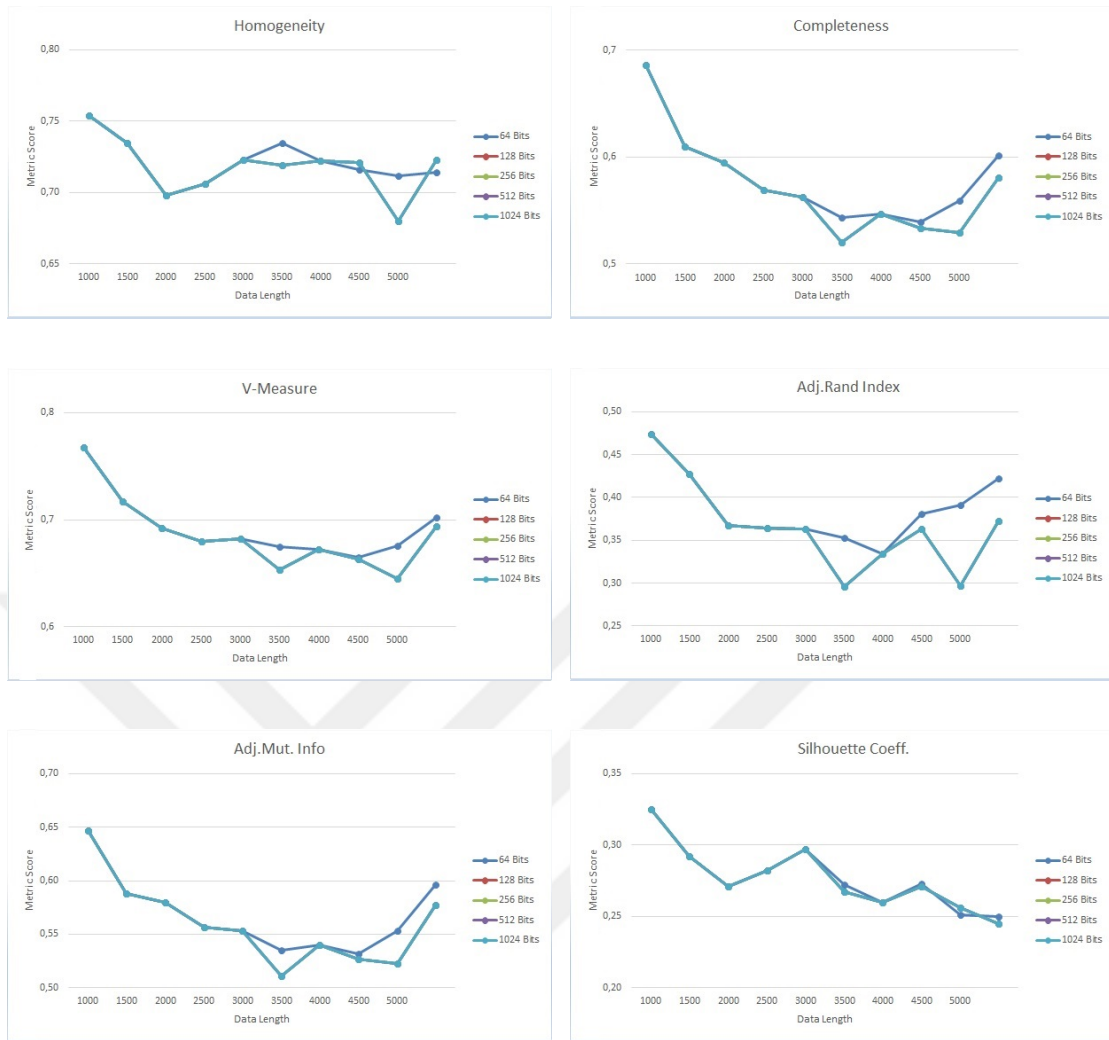 Homogeneity
0,80
0,75
0,70
0,65
Metric Score
1000 1500 2000 2500 3000 3500 4000 4500 5000
Data Length
64 Bits
128 Bits
256 Bits
512 Bits
1024 Bits
Completeness
0,7
0,6
0,5
Metric Score
1000 1500 2000 2500 3000 3500 4000 4500 5000
Data Length
64 Bits
128 Bits
256 Bits
512 Bits
1024 Bits
V-Measure
0,8
0,7
0,6
Metric Score
1000 1500 2000 2500 3000 3500 4000 4500 5000
Data Length
64 Bits
128 Bits
256 Bits
512 Bits
1024 Bits
Adj.Rand Index
0,50
0,45
0,40
0,35
0,30
0,25
Metric Score
1000 1500 2000 2500 3000 3500 4000 4500 5000
Data Length
64 Bits
128 Bits
256 Bits
512 Bits
1024 Bits
Adj.Mut. Info
0,70
0,65
0,60
0,55
0,50
Metric Score
1000 1500 2000 2500 3000 3500 4000 4500 5000
Data Length
64 Bits
128 Bits
256 Bits
512 Bits
1024 Bits
Silhouette Coeff.
0,35
0,30
0,25
0,20
Metric Score
1000 1500 2000 2500 3000 3500 4000 4500 5000
Data Length
64 Bits
128 Bits
256 Bits
512 Bits
1024 Bits